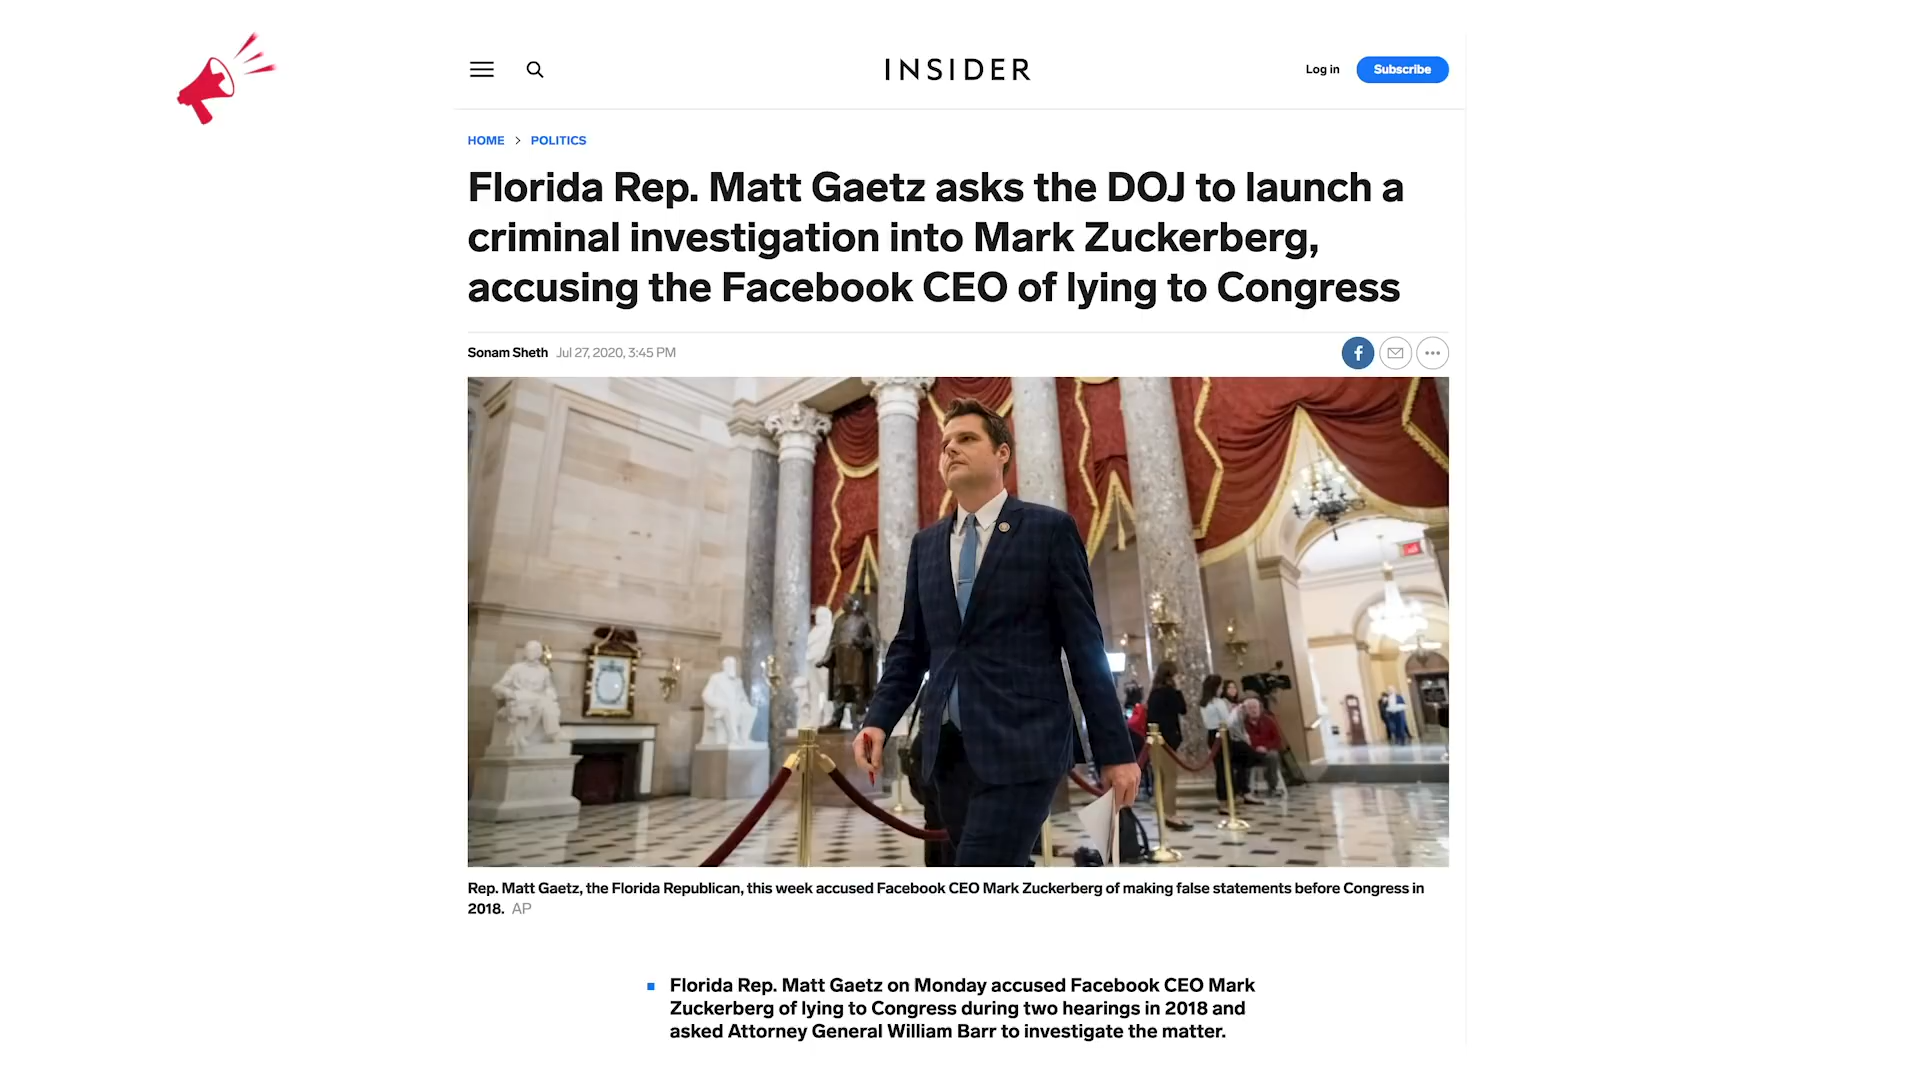 INSIDER
Log in
Subscribe
HOME > POLITICS
Florida Rep. Matt Gaetz asks the DOJ to launch a
criminal investigation into Mark Zuckerberg,
accusing the Facebook CEO of lying to Congress
Sonam Sheth Jul 27, 2020, 3:45 PM
Rep. Matt Gaetz, the Florida Republican, this week accused Facebook CEO Mark Zuckerberg of making false statements before Congress in
2018. AP
Florida Rep. Matt Gaetz on Monday accused Facebook CEO Mark
Zuckerberg of lying to Congress during two hearings in 2018 and
asked Attorney General William Barr to investigate the matter.